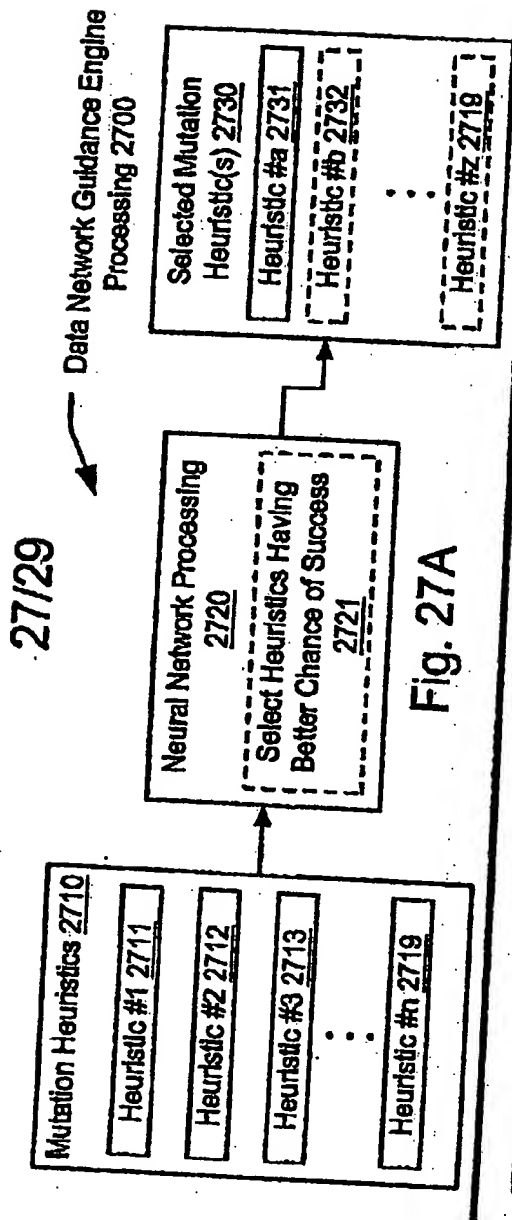 27/29
Data Network Guidance Engine
Processing 2700
Mutation Heuristics 2710
Heuristic #1 2711
Heuristic #2 2712
Heuristic #3 2713
Heuristic #n 2719
Neural Network Processing
2720
Select Heuristics Having
Better Chance of Success
2721
Selected Mutation
Heuristic(s) 2730
Heuristic #a 2731
Heuristic #b 2732
Heuristic #z 2719
Fig. 27A